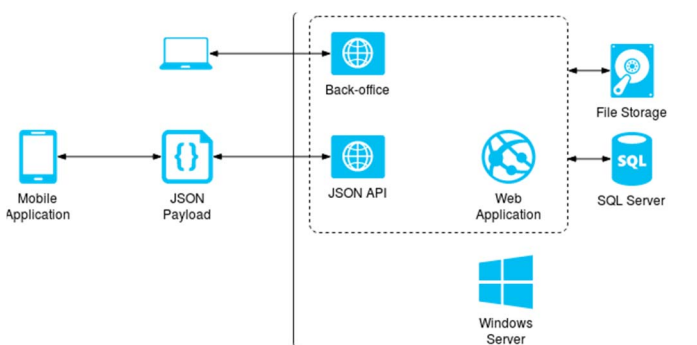 Back-office
File Storage
{}
SQL
Mobile
Application
JSON
Payload
JSON API
Web
Application
SQL Server
Windows
Server